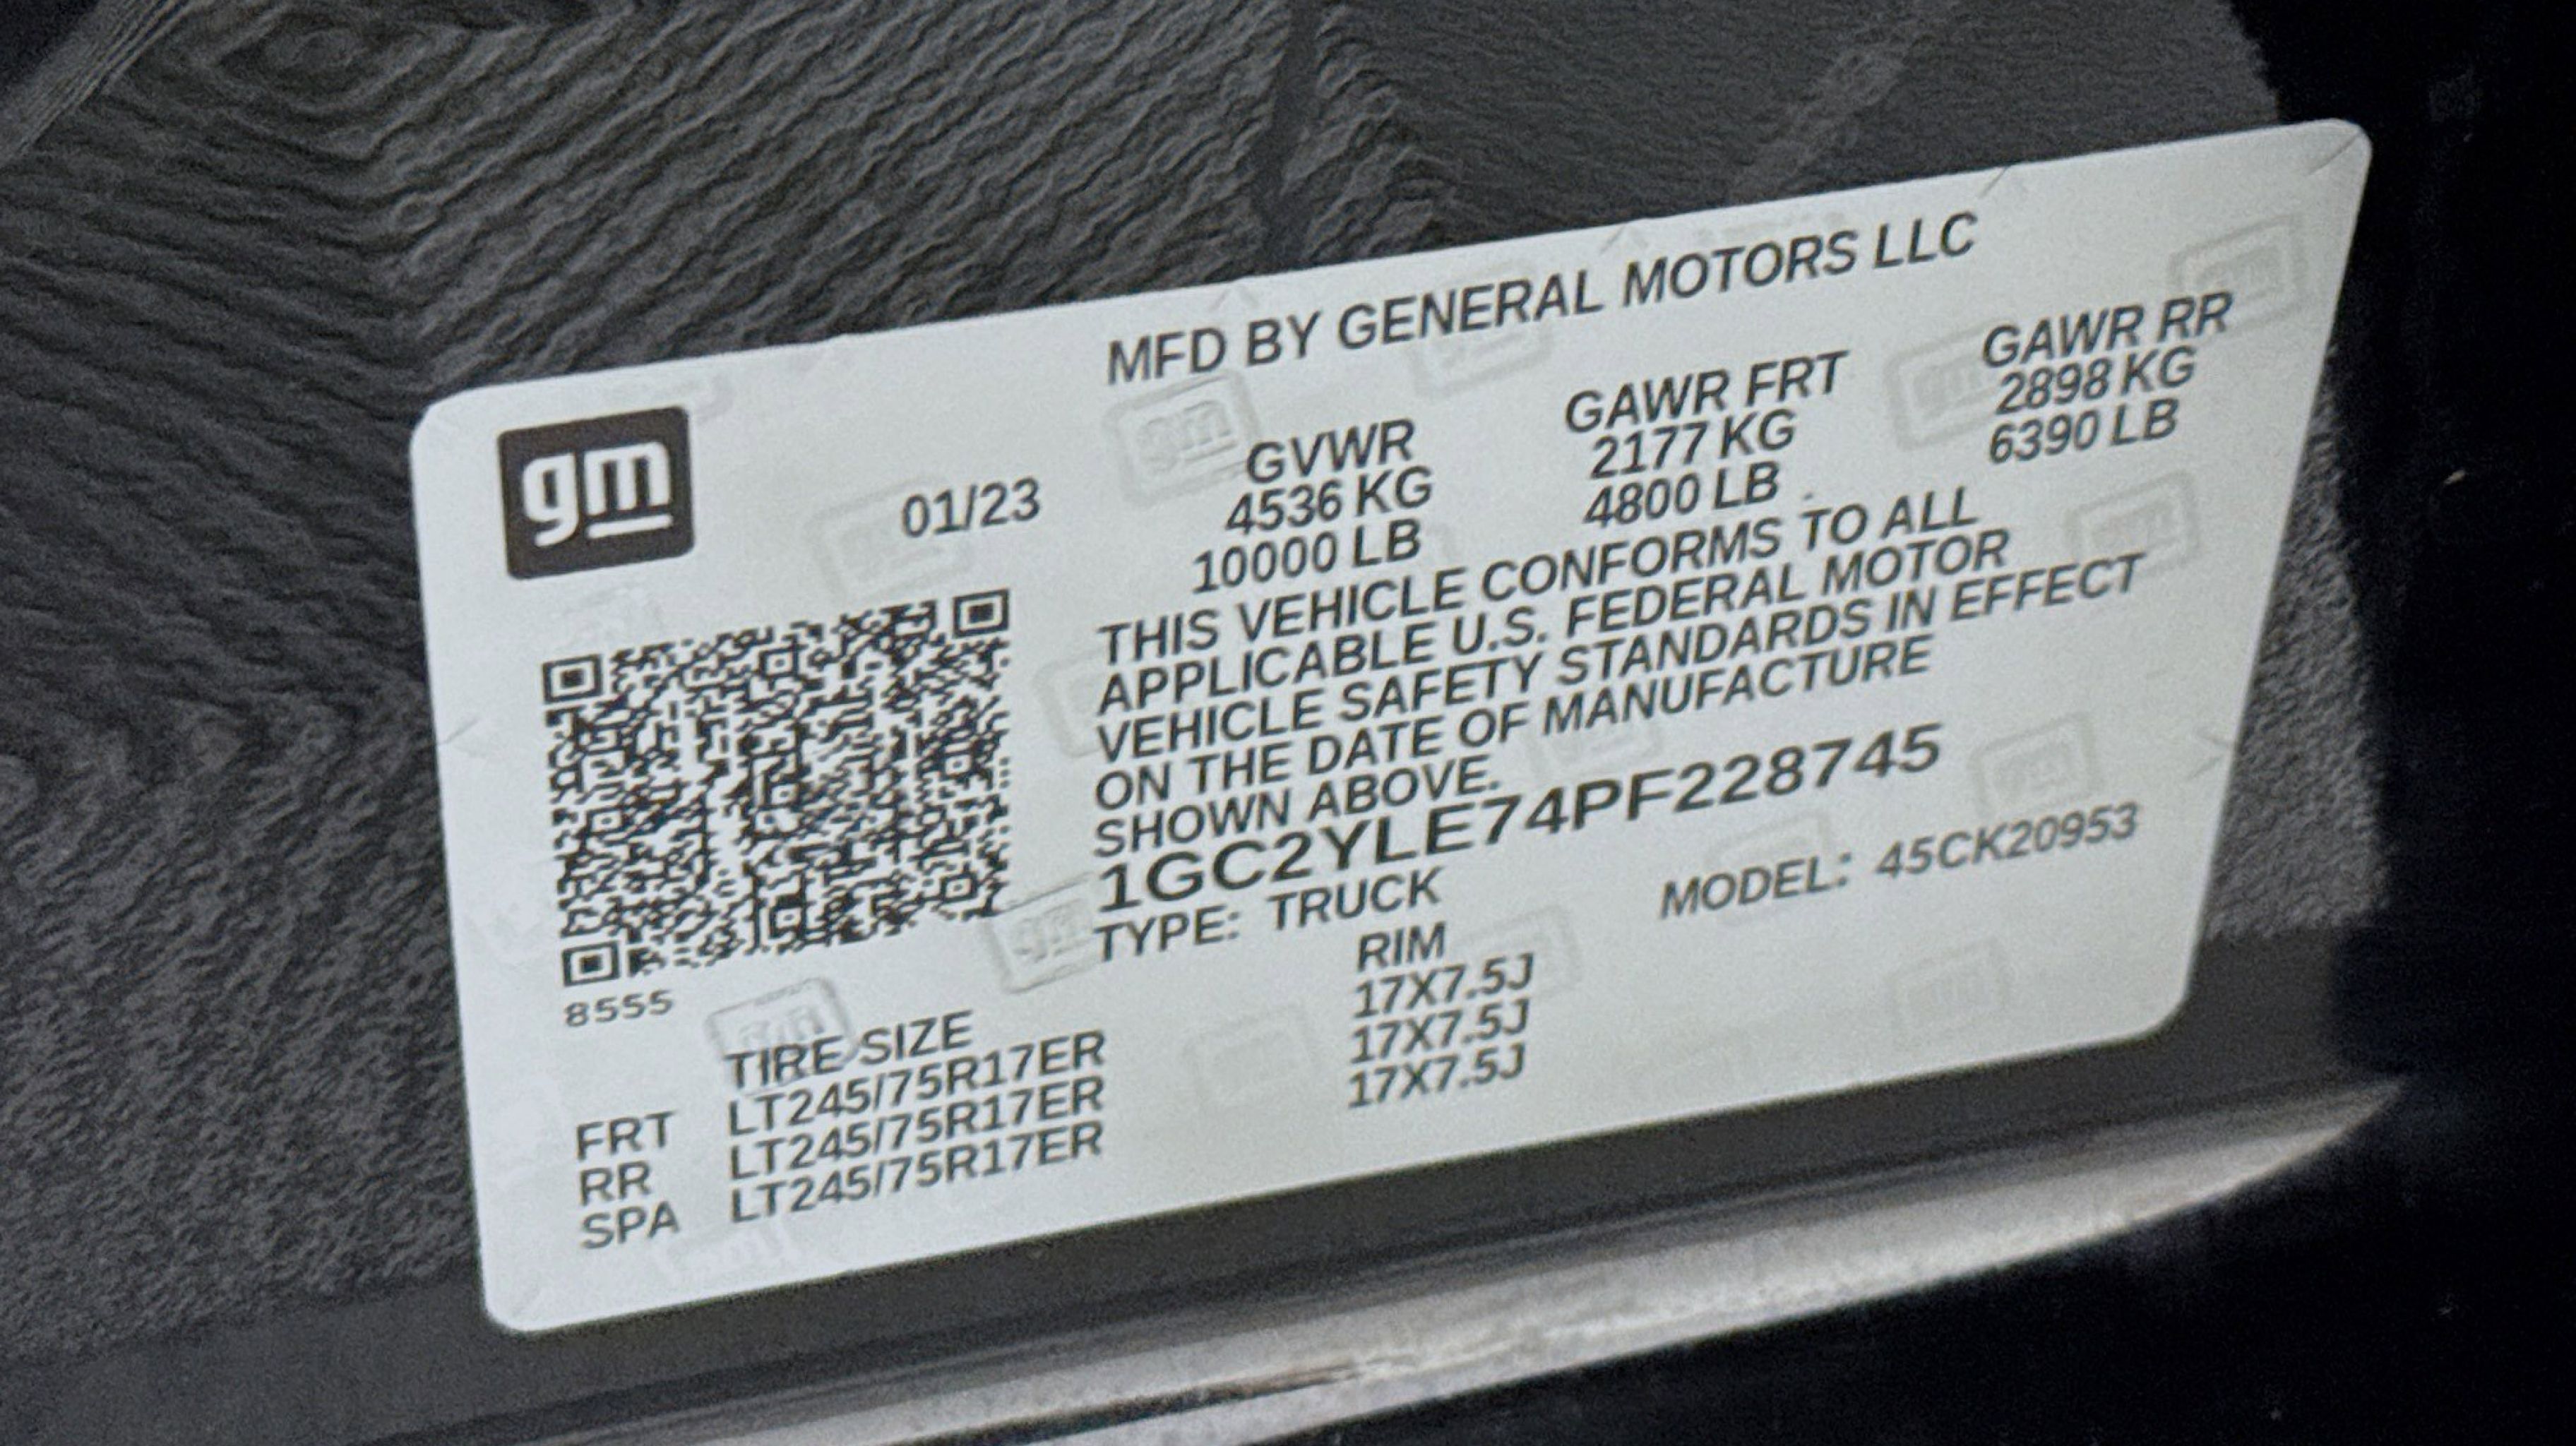 MFD BY GENERAL MOTORS LLC
gm
01/23
GVWR GAWR FRT GAWR RR
4536 KG 2177 KG 2898 KG
10000 LB 4800 LB 6390 LB
THIS VEHICLE CONFORMS TO ALL
APPLICABLE U.S. FEDERAL MOTOR
VEHICLE SAFETY STANDARDS IN EFFECT
ON THE DATE OF MANUFACTURE
SHOWN ABOVE.
1GC2YLE74PF228745
TYPE: TRUCK MODEL: 45CK20953
8555
TIRE SIZE RIM
FRT LT245/75R17ER 17X7.5J
RR LT245/75R17ER 17X7.5J
SPA LT245/75R17ER 17X7.5J